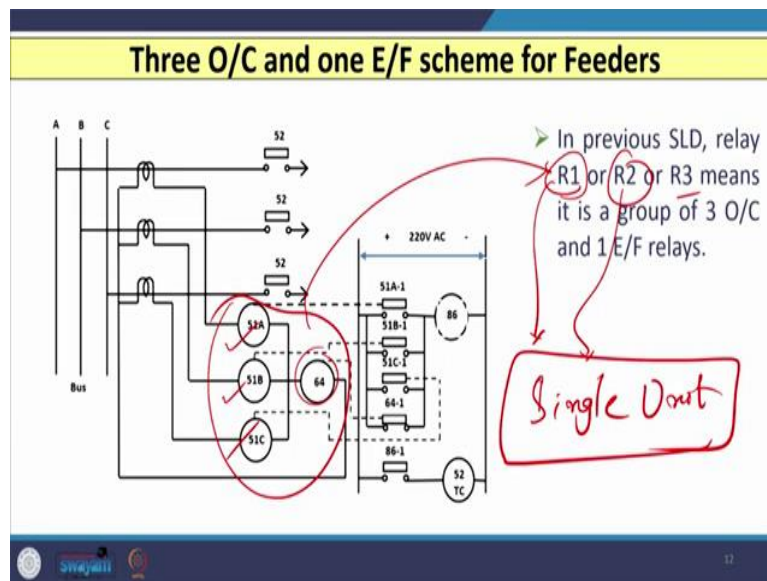 Three O/C and one E/F scheme for Feeders
A B C
52
52
52
Bus
51A
51B
51C
64
+ 220V AC -
51A-1
51B-1
51C-1
64-1
86-1
86
52
TC
In previous SLD, relay
R1 or R2 or R3 means
it is a group of 3 O/C
and 1 E/F relays.
Single Unit
swayam
12